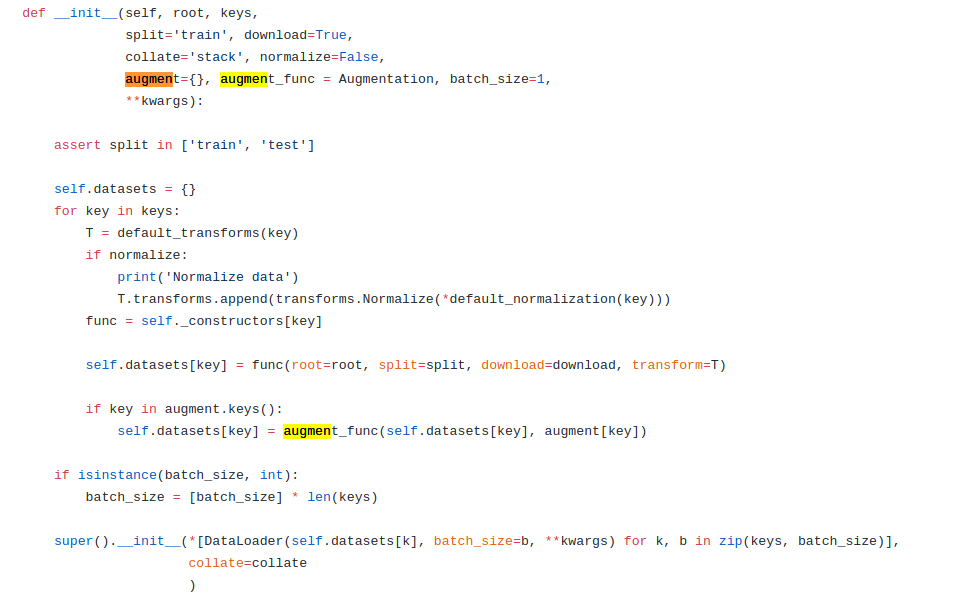 def __init__(self, root, keys,
             split='train', download=True,
             collate='stack', normalize=False,
             augment={}, augment_func = Augmentation, batch_size=1,
             **kwargs):

    assert split in ['train', 'test']

    self.datasets = {}
    for key in keys:
        T = default_transforms(key)
        if normalize:
            print('Normalize data')
            T.transforms.append(transforms.Normalize(*default_normalization(key)))
        func = self._constructors[key]

        self.datasets[key] = func(root=root, split=split, download=download, transform=T)

        if key in augment.keys():
            self.datasets[key] = augment_func(self.datasets[key], augment[key])

    if isinstance(batch_size, int):
        batch_size = [batch_size] * len(keys)

    super().__init__(*[DataLoader(self.datasets[k], batch_size=b, **kwargs) for k, b in zip(keys, batch_size)],
                     collate=collate
                     )